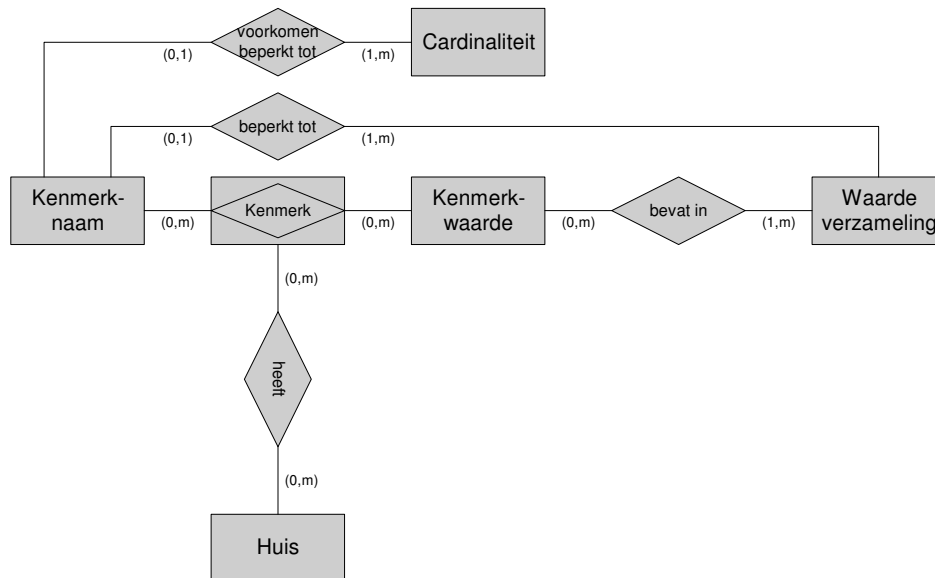 voorkomen
beperkt tot
Cardinaliteit
(0,1)
(1,m)
beperkt tot
(0,1)
(1,m)
Kenmerk-
naam
(0,m)
Kenmerk
(0,m)
Kenmerk-
waarde
(0,m)
bevat in
(1,m)
Waarde
verzameling
(0,m)
heeft
(0,m)
Huis